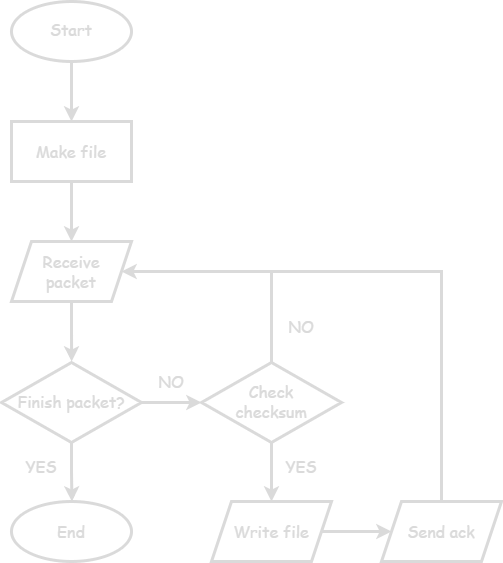 Start
Make file
Receive
packet
NO
Finish packet?
NO
Check
checksum
YES
YES
End
Write file
Send ack